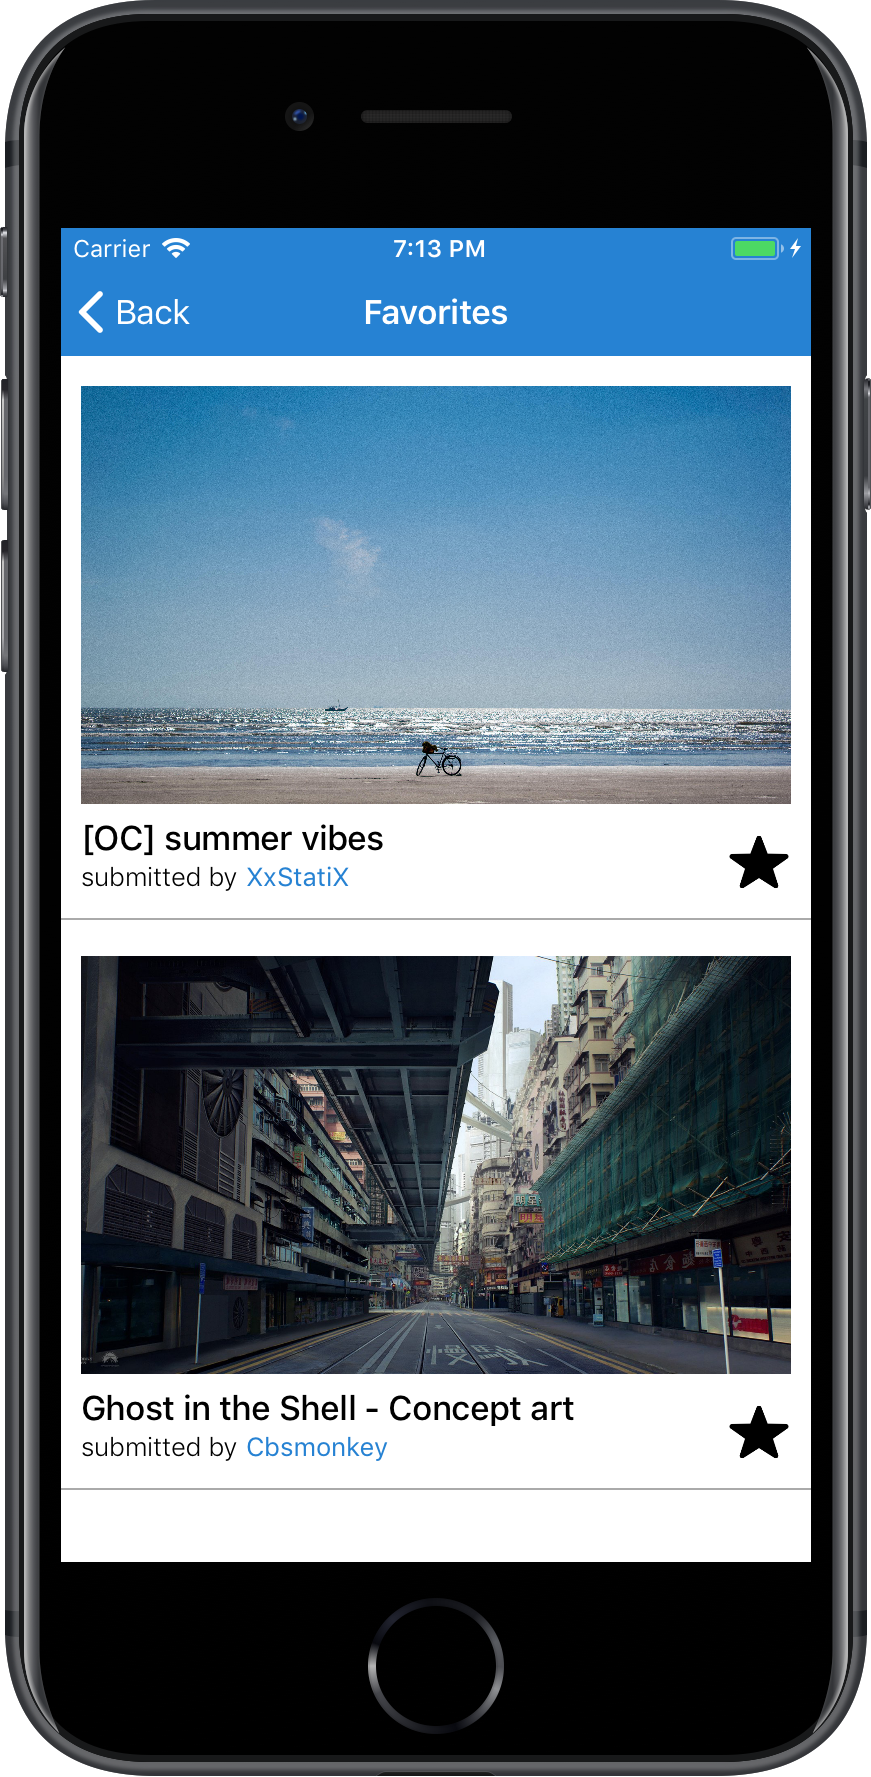 Carrier 7:13 PM
Back Favorites
[OC] summer vibes
submitted by XxStatiX
Ghost in the Shell - Concept art
submitted by Cbsmonkey